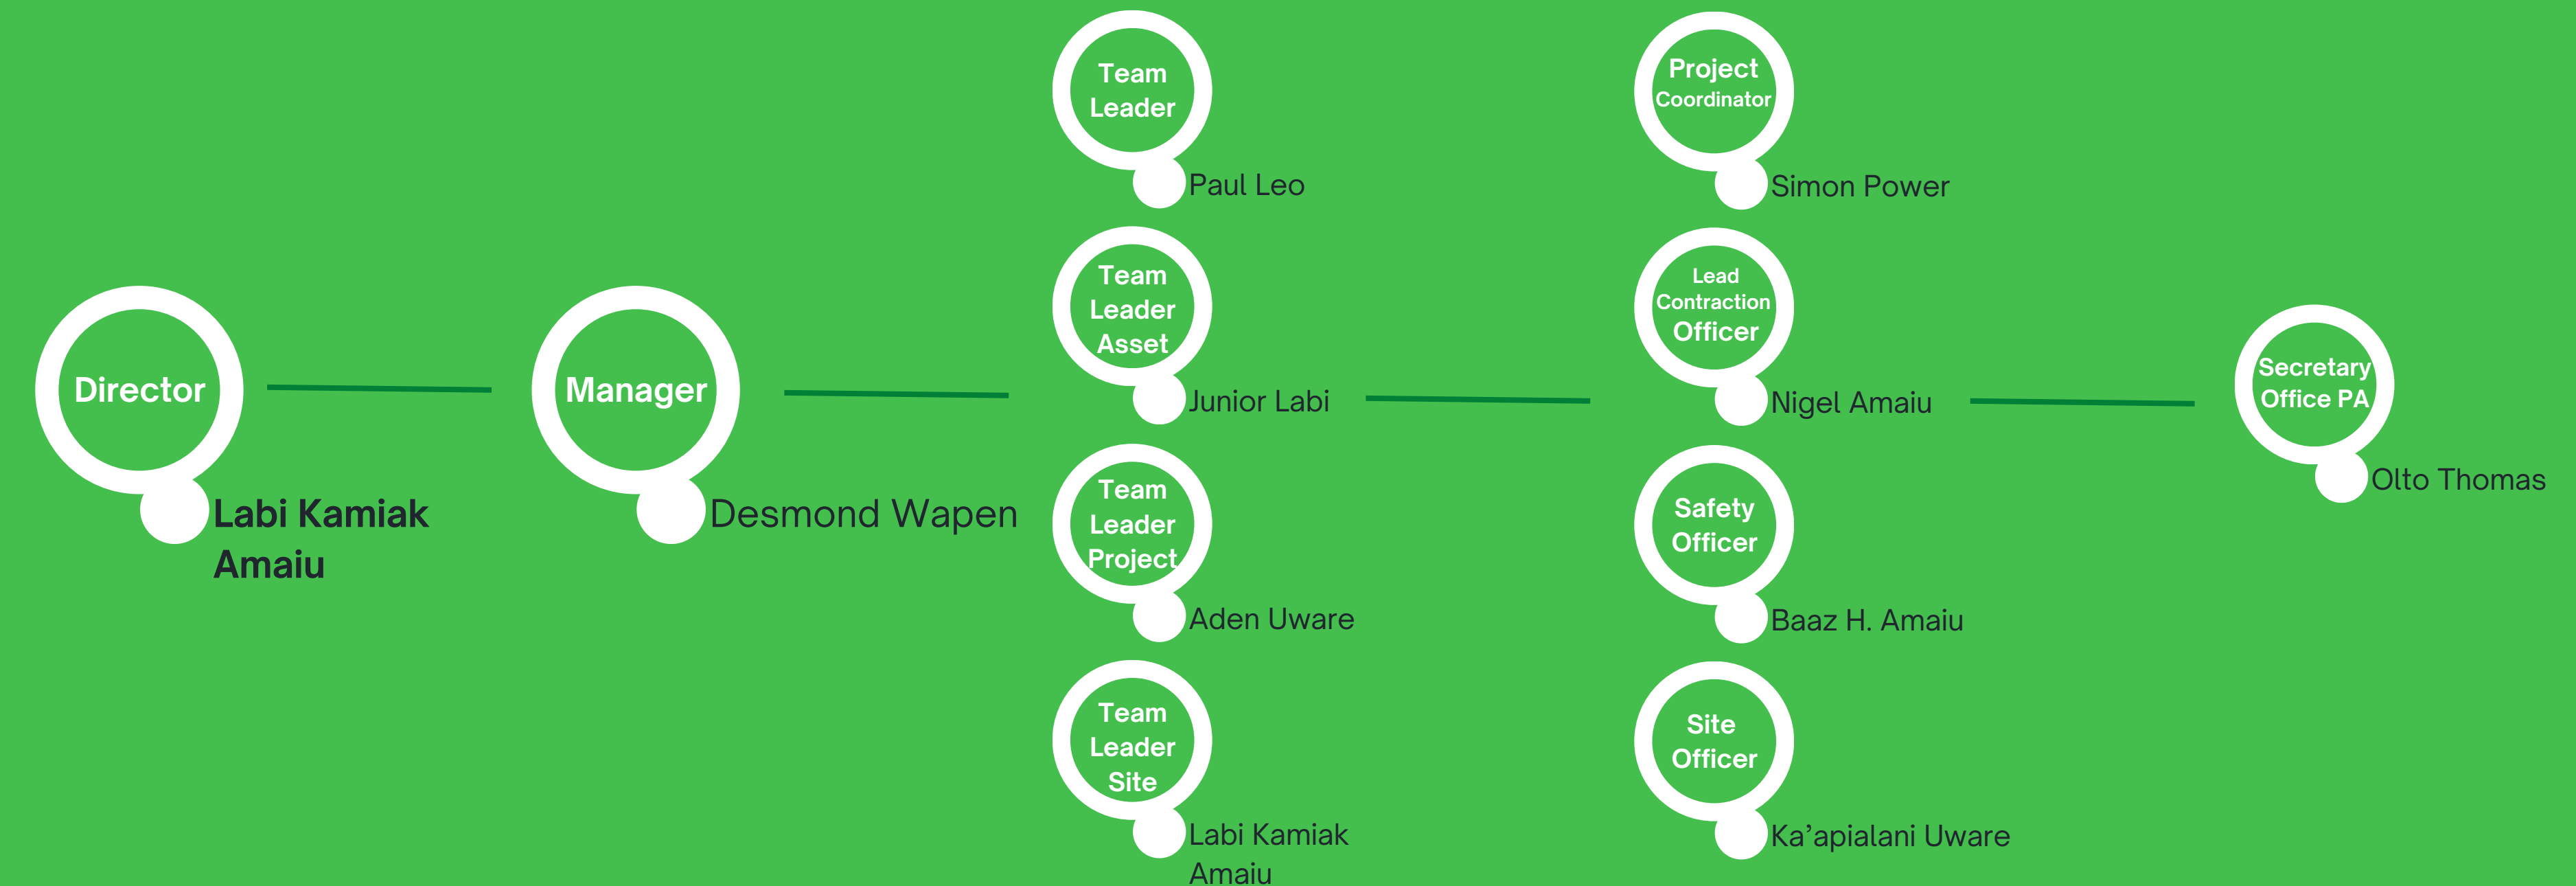 Director
Labi Kamiak
Amaiu
Manager
Desmond Wapen
Team
Leader
Paul Leo
Team
Leader
Asset
Junior Labi
Team
Leader
Project
Aden Uware
Team
Leader
Site
Labi Kamiak
Amaiu
Project
Coordinator
Simon Power
Lead
Contraction
Officer
Nigel Amaiu
Safety
Officer
Baaz H. Amaiu
Site
Officer
Ka’apialani Uware
Secretary
Office PA
Olto Thomas